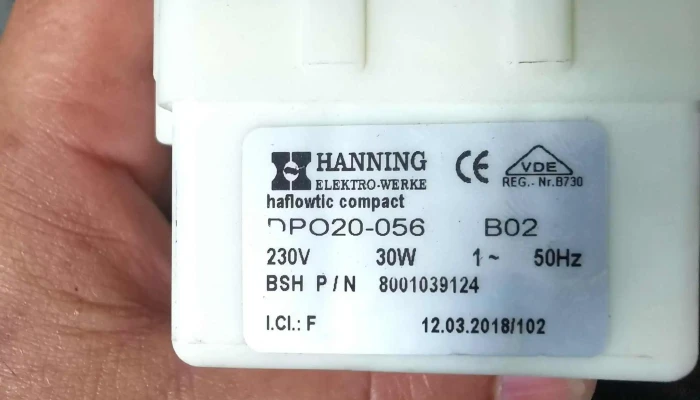 HANNING
ELEKTRO-WERKE
haflowtic compact
CE
VDE
REG.- Nr.B730
DPO20-056 B02
230V 30W 1~ 50Hz
BSH P/N 8001039124
I.Cl.: F 12.03.2018/102